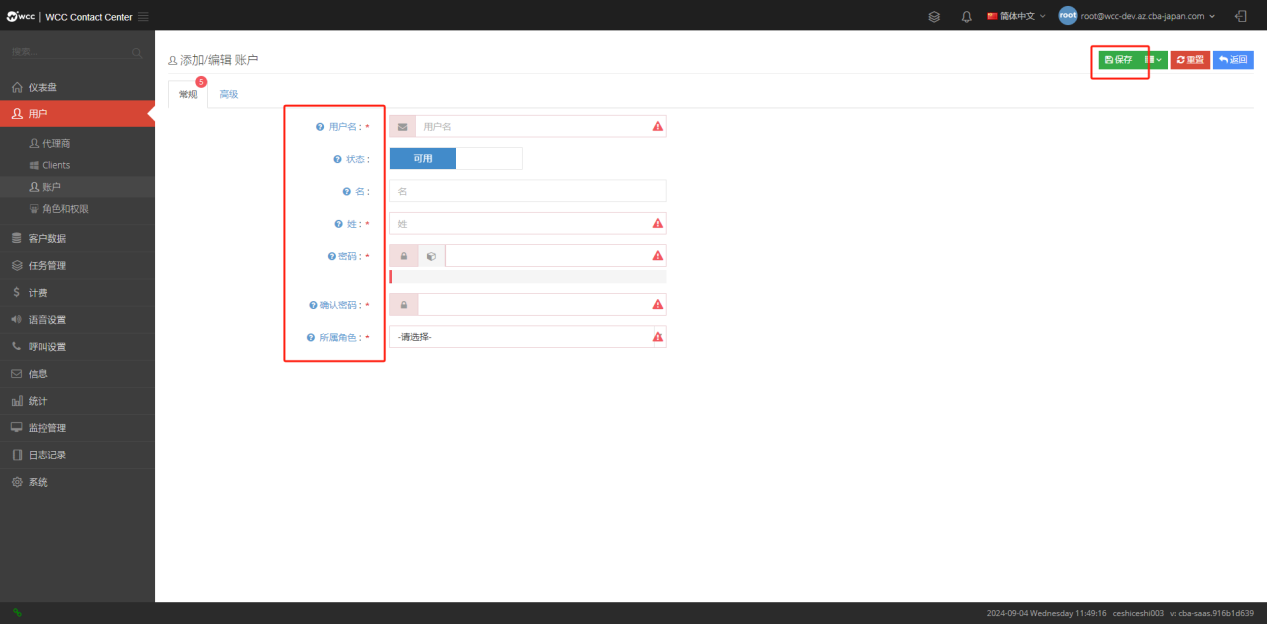 wcc | WCC Contact Center
简体中文
root root@wcc-dev.az.cba-japan.com
搜索...
仪表盘
用户
代理商
Clients
账户
角色和权限
客户数据
任务管理
计费
语音设置
呼叫设置
信息
统计
监控管理
日志记录
系统
添加/编辑 账户
保存
重置
返回
常规 5
高级
用户名 : *
用户名
状态 :
可用
名 :
名
姓 : *
姓
密码 : *
确认密码 : *
所属角色 : *
-请选择-
2024-09-04 Wednesday 11:49:16 ceshiceshi003 v: cba-saas.916b1d639